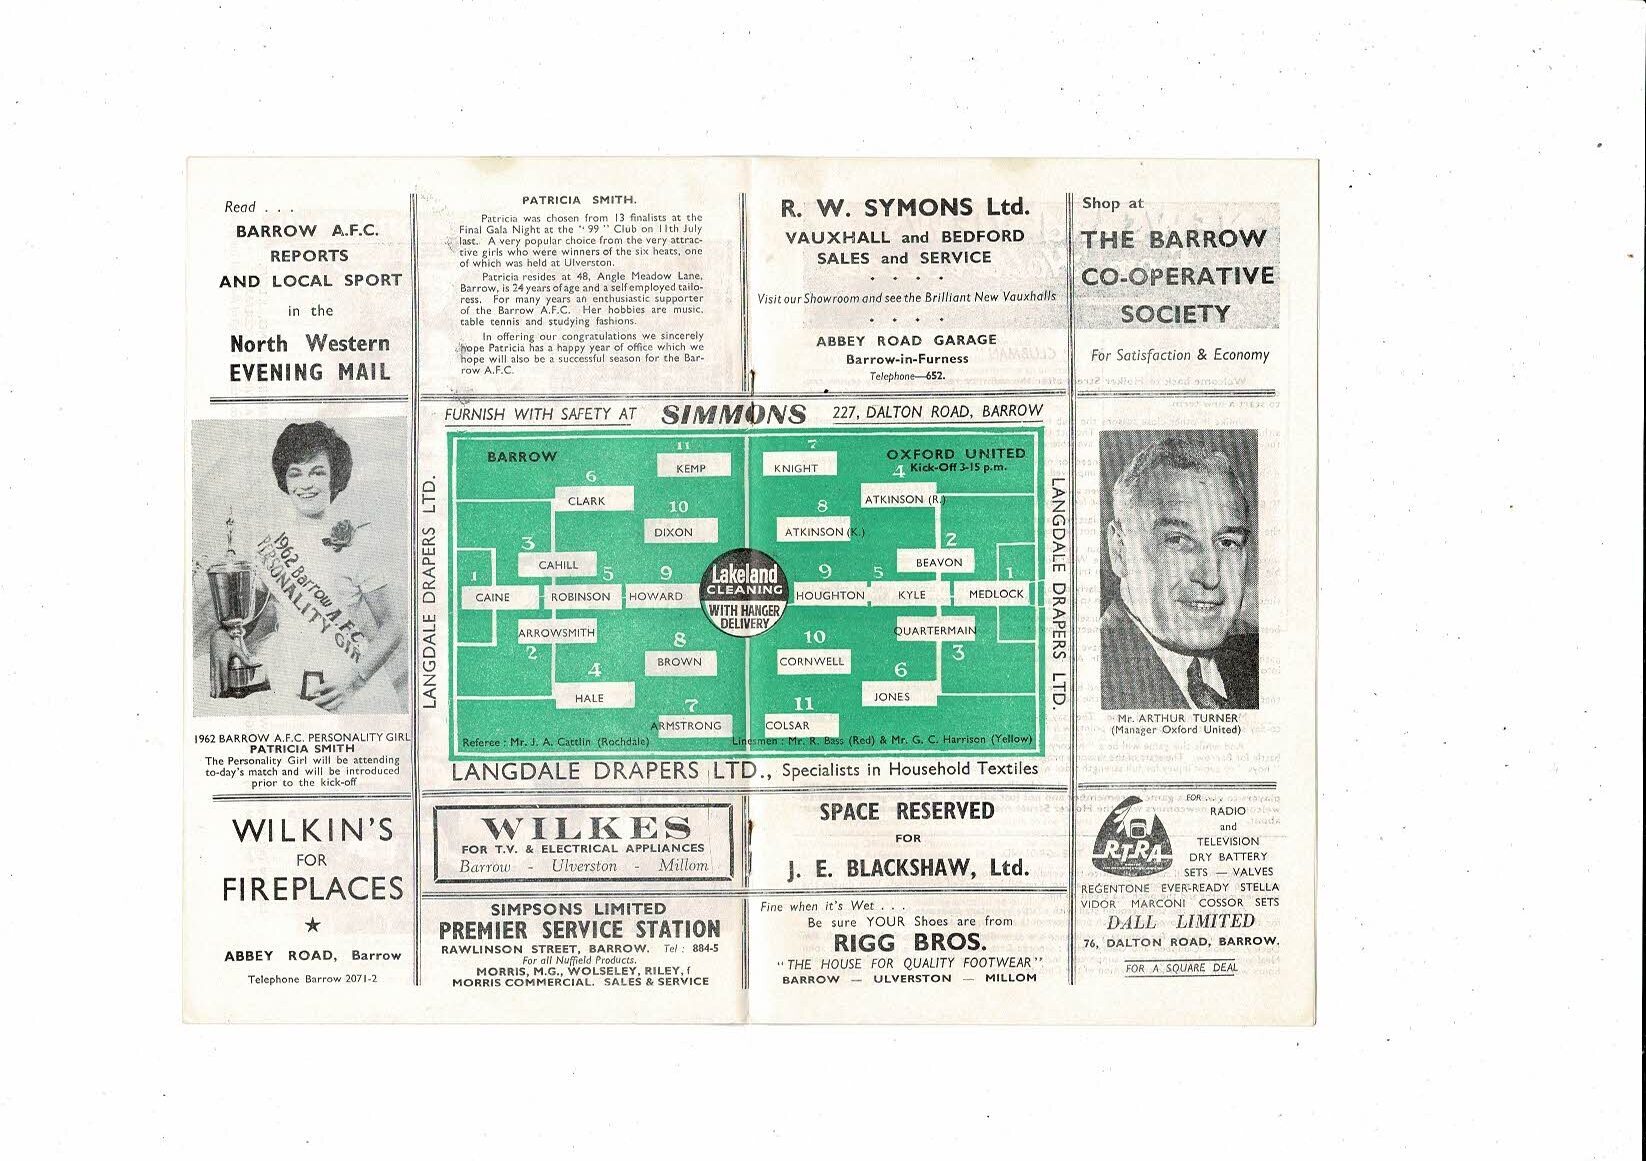 Read . . .
BARROW A.F.C.
REPORTS
AND LOCAL SPORT
in the
North Western
EVENING MAIL
1962 Barrow A.F.C.
PERSONALITY GIRL
1962 BARROW A.F.C. PERSONALITY GIRL
PATRICIA SMITH
The Personality Girl will be attending
to-day's match and will be introduced
prior to the kick-off
WILKIN'S
FOR
FIREPLACES
ABBEY ROAD, Barrow
Telephone Barrow 2071-2
PATRICIA SMITH.
Patricia was chosen from 13 finalists at the
Final Gala Night at the "99" Club on 11th July
last. A very popular choice from the very attrac-
tive girls who were winners of the six heats, one
of which was held at Ulverston.
Patricia resides at 48, Angle Meadow Lane,
Barrow, is 24 years of age and a self employed tailo-
ress. For many years an enthusiastic supporter
of the Barrow A.F.C. Her hobbies are music,
table tennis and studying fashions.
In offering our congratulations we sincerely
hope Patricia has a happy year of office which we
hope will also be a successful season for the Bar-
row A.F.C.
R. W. SYMONS Ltd.
VAUXHALL and BEDFORD
SALES and SERVICE
. . . .
Visit our Showroom and see the Brilliant New Vauxhalls
. . . .
ABBEY ROAD GARAGE
Barrow-in-Furness
Telephone—652.
Shop at
THE BARROW
CO-OPERATIVE
SOCIETY
For Satisfaction & Economy
FURNISH WITH SAFETY AT SIMMONS 227, DALTON ROAD, BARROW
LANGDALE DRAPERS LTD.
BARROW
11
KEMP
6
CLARK
10
DIXON
3
CAHILL
1
CAINE
5
ROBINSON
9
HOWARD
ARROWSMITH
2
8
BROWN
4
HALE
7
ARMSTRONG
Referee : Mr. J. A. Cattlin (Rochdale)
Lakeland
CLEANING
WITH HANGER
DELIVERY
OXFORD UNITED
Kick-Off 3-15 p.m.
7
KNIGHT
4
ATKINSON (R.)
8
ATKINSON (K.)
2
BEAVON
9
HOUGHTON
5
KYLE
1
MEDLOCK
QUARTERMAIN
3
10
CORNWELL
6
JONES
11
COLSAR
Linesmen : Mr. R. Bass (Red) & Mr. G. C. Harrison (Yellow)
LANGDALE DRAPERS LTD.
LANGDALE DRAPERS LTD., Specialists in Household Textiles
Mr. ARTHUR TURNER
(Manager Oxford United)
WILKES
FOR T.V. & ELECTRICAL APPLIANCES
Barrow - Ulverston - Millom
SIMPSONS LIMITED
PREMIER SERVICE STATION
RAWLINSON STREET, BARROW. Tel : 884-5
For all Nuffield Products.
MORRIS, M.G., WOLSELEY, RILEY,
MORRIS COMMERCIAL. SALES & SERVICE
SPACE RESERVED
FOR
J. E. BLACKSHAW, Ltd.
Fine when it's Wet . . .
Be sure YOUR Shoes are from
RIGG BROS.
"THE HOUSE FOR QUALITY FOOTWEAR"
BARROW — ULVERSTON — MILLOM
RTRA
FOR . . .
RADIO
and
TELEVISION
DRY BATTERY
SETS — VALVES
REGENTONE EVER-READY STELLA
VIDOR MARCONI COSSOR SETS
DALL LIMITED
76, DALTON ROAD, BARROW.
FOR A SQUARE DEAL